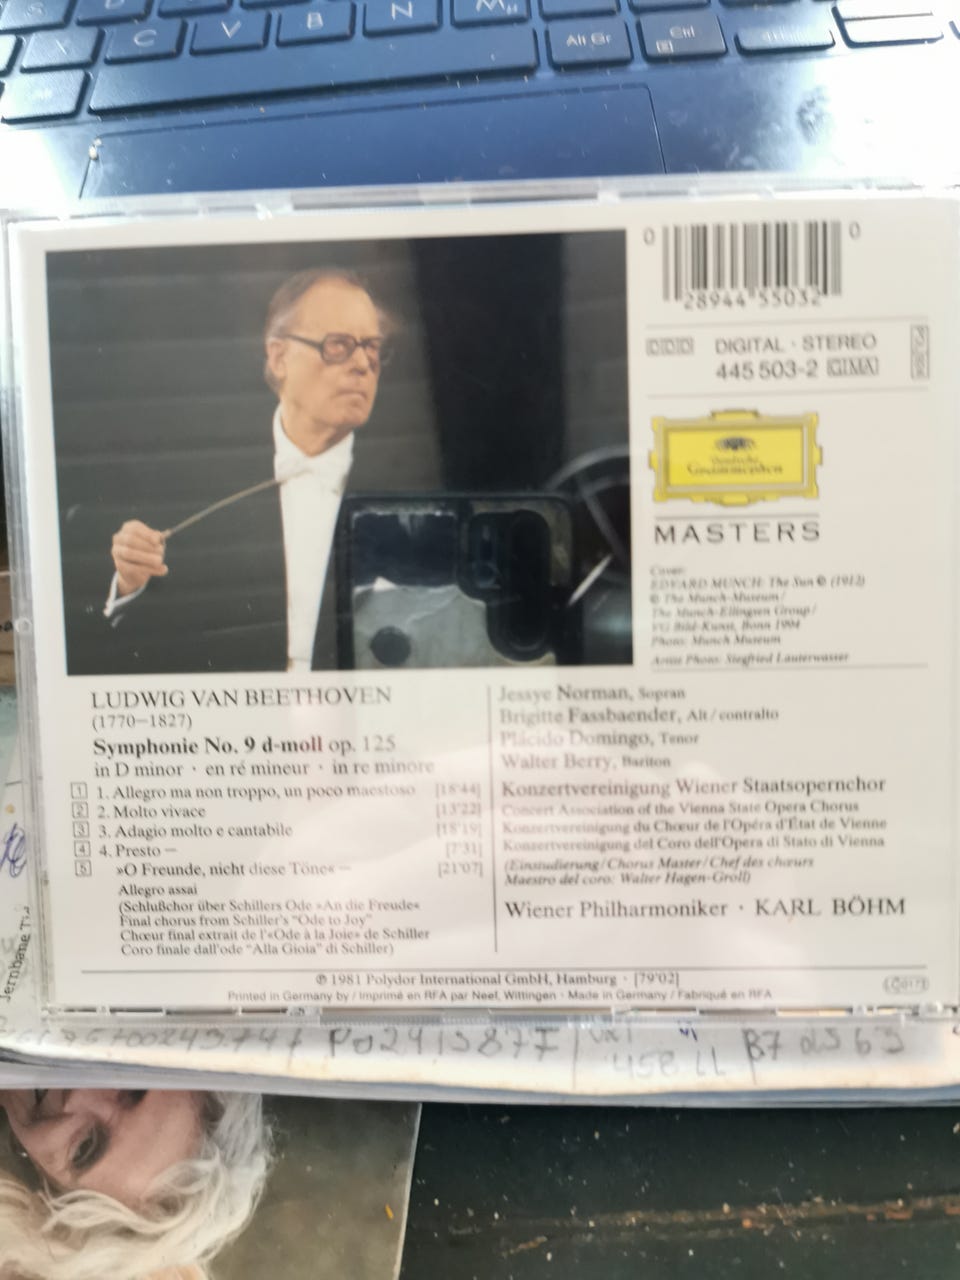 C V B N M
Alt Gr
Ctrl
0 28944 55032 0
DDD DIGITAL · STEREO
445 503-2 GIMA
Deutsche
Grammophon
MASTERS
Cover:
EDVARD MUNCH: The Sun © (1912)
© The Munch-Museum/
The Munch-Ellingsen Group/
VG Bild-Kunst, Bonn 1994
Photo: Munch Museum
Artist Photo: Siegfried Lauterwasser
LUDWIG VAN BEETHOVEN
(1770–1827)
Symphonie No. 9 d-moll op. 125
in D minor · en ré mineur · in re minore
1 1. Allegro ma non troppo, un poco maestoso [18'44]
2 2. Molto vivace [13'22]
3 3. Adagio molto e cantabile [18'19]
4 4. Presto – [7'31]
5 »O Freunde, nicht diese Töne« – [21'07]
Allegro assai
(Schlußchor über Schillers Ode »An die Freude«
Final chorus from Schiller's "Ode to Joy"
Chœur final extrait de l'«Ode à la Joie» de Schiller
Coro finale dall'ode "Alla Gioia" di Schiller)
Jessye Norman, Sopran
Brigitte Fassbaender, Alt/contralto
Plácido Domingo, Tenor
Walter Berry, Bariton
Konzertvereinigung Wiener Staatsopernchor
Concert Association of the Vienna State Opera Chorus
Konzertvereinigung du Chœur de l'Opéra d'État de Vienne
Konzertvereinigung del Coro dell'Opera di Stato di Vienna
(Einstudierung/Chorus Master/Chef des chœurs
Maestro del coro: Walter Hagen-Groll)
Wiener Philharmoniker · KARL BÖHM
℗ 1981 Polydor International GmbH, Hamburg · [79'02]
Printed in Germany by / Imprimé en RFA par Neef, Wittingen · Made in Germany / Fabriqué en RFA
Jernbane